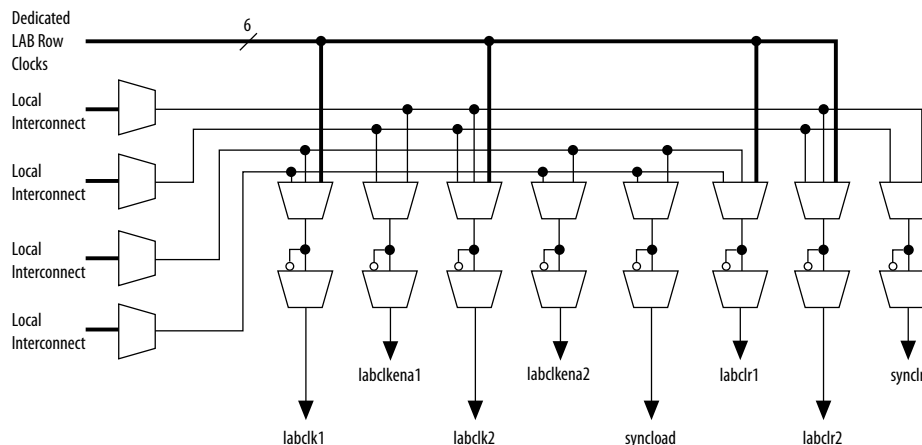 Dedicated
LAB Row
Clocks
6
Local
Interconnect
Local
Interconnect
Local
Interconnect
Local
Interconnect
labclkena1
labclkena2
labclr1
synclr
labclk1
labclk2
syncload
labclr2